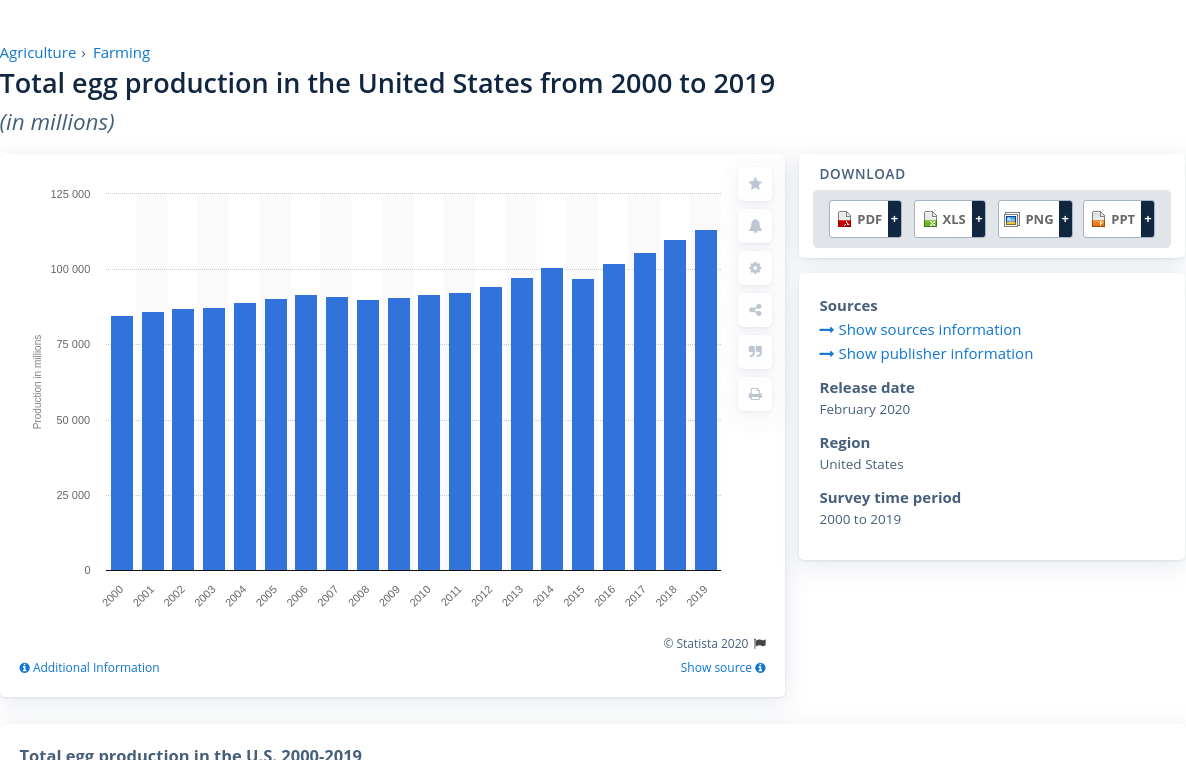 Agriculture › Farming
Total egg production in the United States from 2000 to 2019
(in millions)
125 000
100 000
75 000
50 000
25 000
0
Production in millions
2000
2001
2002
2003
2004
2005
2006
2007
2008
2009
2010
2011
2012
2013
2014
2015
2016
2017
2018
2019
© Statista 2020
Additional Information
Show source
DOWNLOAD
PDF +
XLS +
PNG +
PPT +
Sources
Show sources information
Show publisher information
Release date
February 2020
Region
United States
Survey time period
2000 to 2019
Total egg production in the U.S. 2000-2019